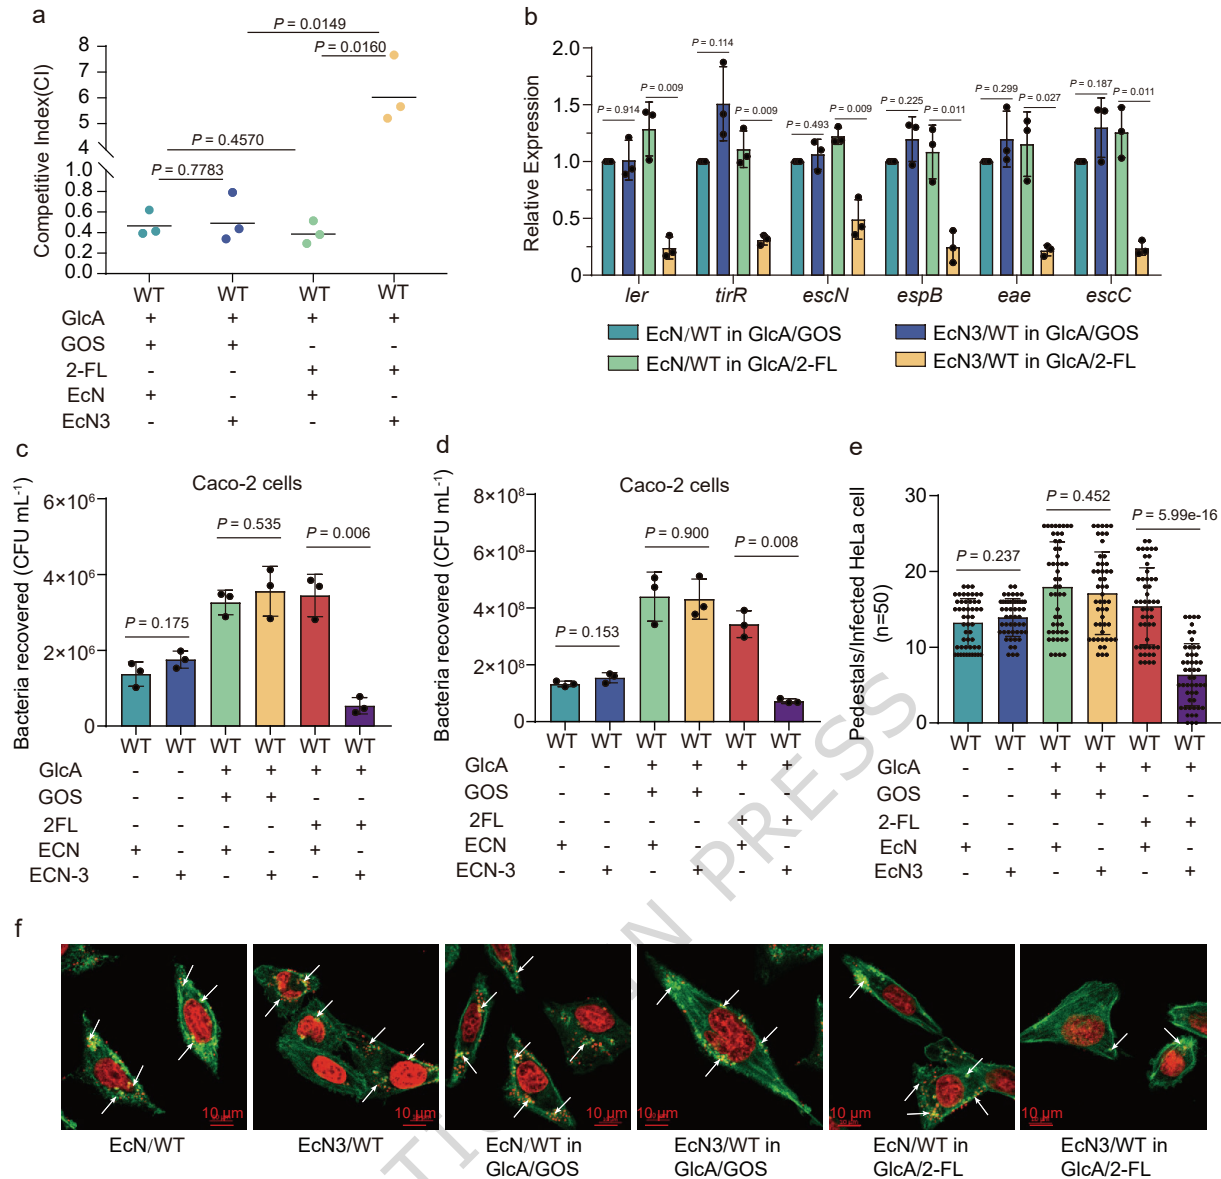 a
P = 0.0149
P = 0.0160
P = 0.4570
P = 0.7783
Competitive Index(CI)
8
7
6
5
4
1.0
0.8
0.6
0.4
0.2
0.0
WT WT WT WT
GlcA + + + +
GOS + + - -
2-FL - - + +
EcN + - + -
EcN3 - + - +
b
Relative Expression
2.0
1.5
1.0
0.5
0
P = 0.914
P = 0.009
P = 0.114
P = 0.009
P = 0.493
P = 0.009
P = 0.225
P = 0.011
P = 0.299
P = 0.027
P = 0.187
P = 0.011
ler tirR escN espB eae escC
EcN/WT in GlcA/GOS
EcN3/WT in GlcA/GOS
EcN/WT in GlcA/2-FL
EcN3/WT in GlcA/2-FL
c
Caco-2 cells
Bacteria recovered (CFU mL⁻¹)
6×10⁶
4×10⁶
2×10⁶
0
P = 0.175
P = 0.535
P = 0.006
WT WT WT WT WT WT
GlcA - - + + + +
GOS - - + + - -
2FL - - - - + +
ECN + - + - + -
ECN-3 - + - + - +
d
Caco-2 cells
Bacteria recovered (CFU mL⁻¹)
8×10⁸
6×10⁸
4×10⁸
2×10⁸
0
P = 0.153
P = 0.900
P = 0.008
WT WT WT WT WT WT
GlcA - - + + + +
GOS - - + + - -
2FL - - - - + +
ECN + - + - + -
ECN-3 - + - + - +
e
Pedestals/Infected HeLa cell
(n=50)
30
20
10
0
P = 0.237
P = 0.452
P = 5.99e-16
WT WT WT WT WT WT
GlcA - - + + + +
GOS - - + + - -
2-FL - - - - + +
EcN + - + - + -
EcN3 - + - + - +
f
10 µm
10 µm
10 µm
10 µm
10 µm
10 µm
EcN/WT
EcN3/WT
EcN/WT in
GlcA/GOS
EcN3/WT in
GlcA/GOS
EcN/WT in
GlcA/2-FL
EcN3/WT in
GlcA/2-FL
PRESS